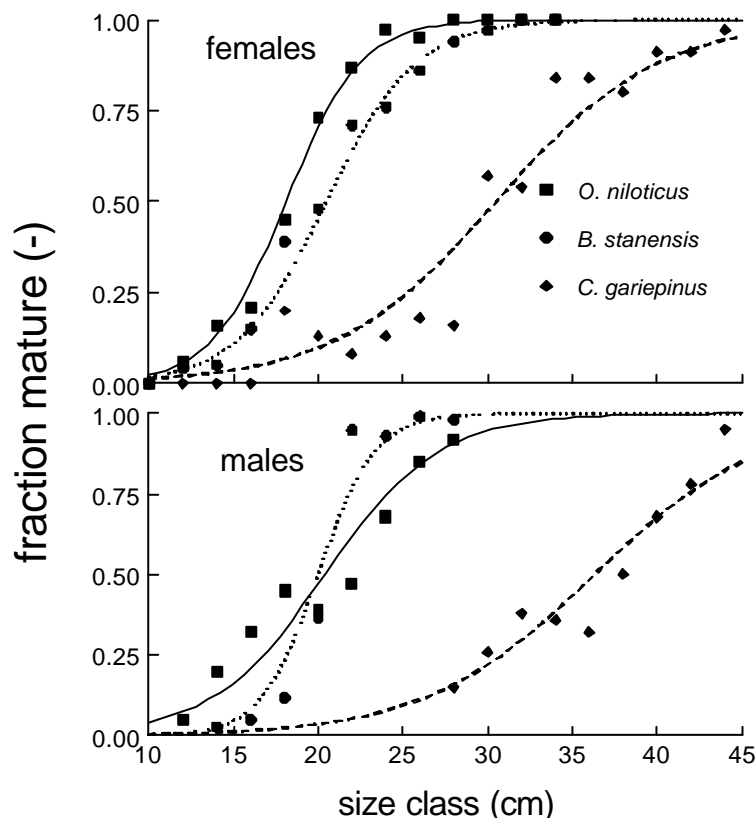 1.00
females
0.75
0.50
O. niloticus
B. stanensis
C. gariepinus
0.25
0.00
fraction mature (-)
1.00
males
0.75
0.50
0.25
0.00
10 15 20 25 30 35 40 45
size class (cm)